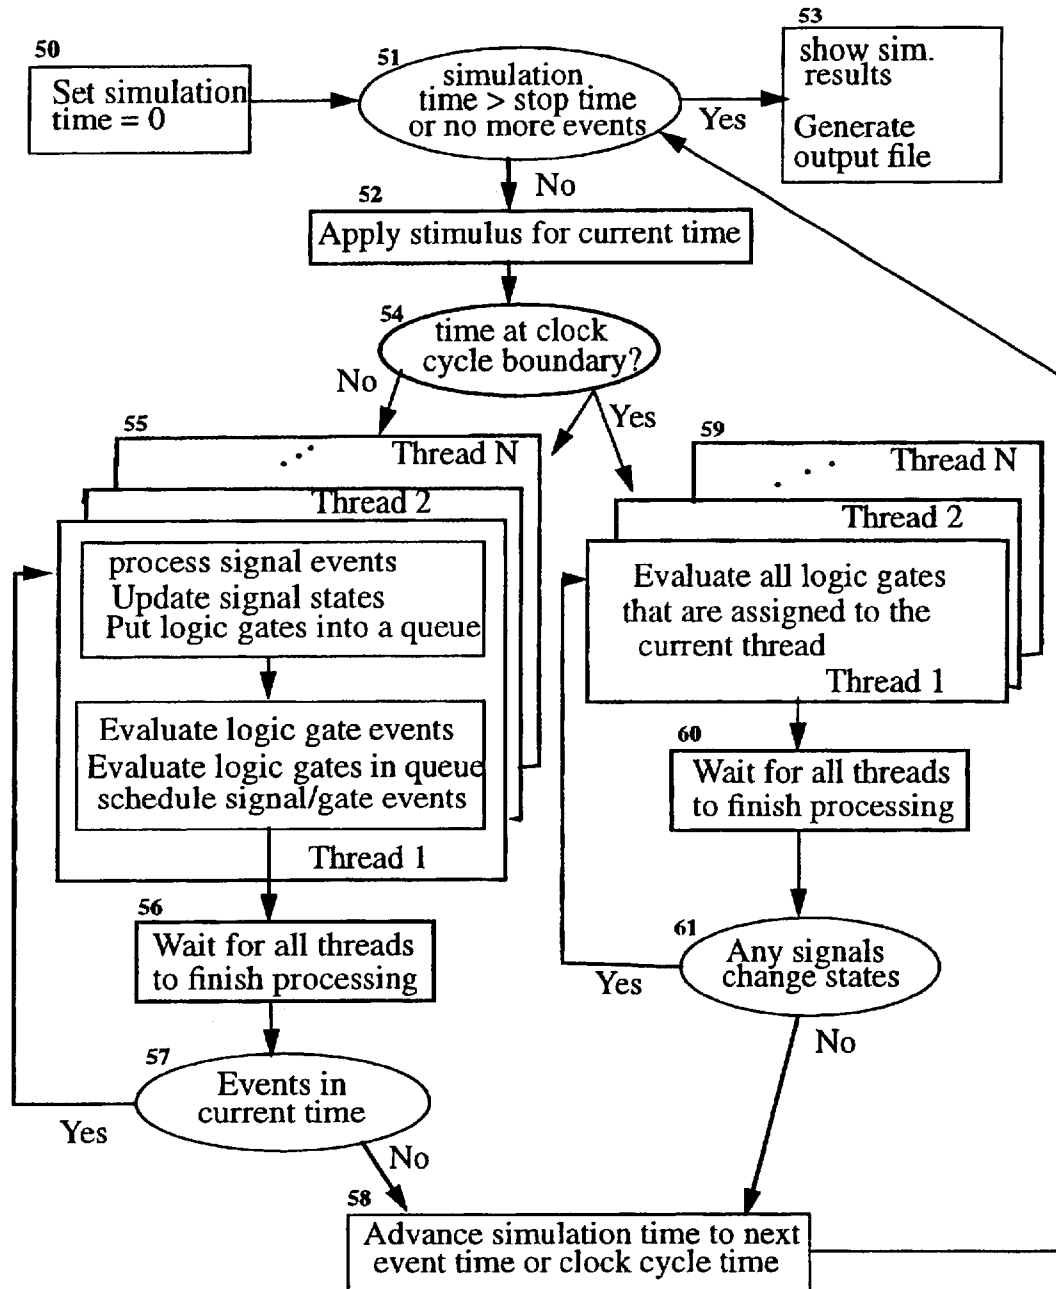 50
Set simulation
time = 0
51
simulation
time > stop time
or no more events
Yes
53
show sim.
results
Generate
output file
No
52
Apply stimulus for current time
54
time at clock
cycle boundary?
No
Yes
55
Thread N
Thread 2
process signal events
Update signal states
Put logic gates into a queue
Evaluate logic gate events
Evaluate logic gates in queue
schedule signal/gate events
Thread 1
56
Wait for all threads
to finish processing
57
Events in
current time
Yes
No
59
Thread N
Thread 2
Evaluate all logic gates
that are assigned to the
current thread
Thread 1
60
Wait for all threads
to finish processing
61
Any signals
change states
Yes
No
58
Advance simulation time to next
event time or clock cycle time